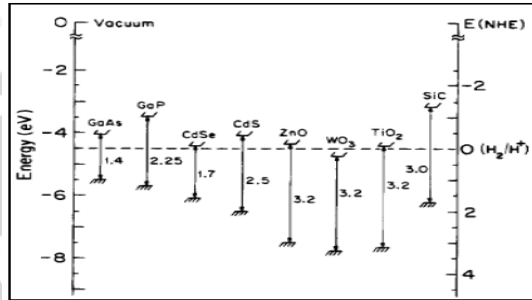 0 Vacuum E(NHE)
-2 SiC -2
GaP
GaAs CdS
-4 CdSe ZnO WO₃ TiO₂
1.4 2.25 1.7 2.5 3.2 3.2 3.2 3.0 0 (H₂/H⁺)
-6 2
-8 4
Energy (eV)